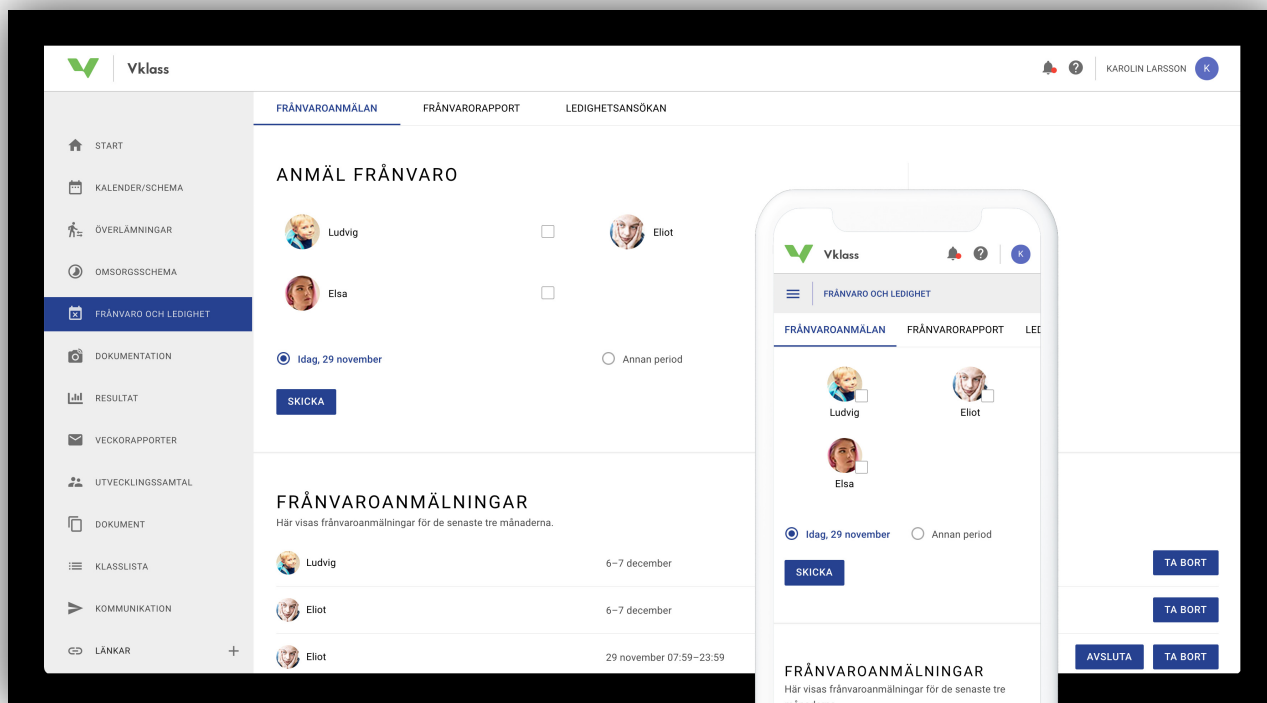 Vklass
KAROLIN LARSSON
K
FRÅNVAROANMÄLAN
FRÅNVARORAPPORT
LEDIGHETSANSÖKAN
START
KALENDER/SCHEMA
ÖVERLÄMNINGAR
OMSORGSSCHEMA
FRÅNVARO OCH LEDIGHET
DOKUMENTATION
RESULTAT
VECKORAPPORTER
UTVECKLINGSSAMTAL
DOKUMENT
KLASSLISTA
KOMMUNIKATION
LÄNKAR +
ANMÄL FRÅNVARO
Ludvig
Eliot
Elsa
Idag, 29 november
Annan period
SKICKA
FRÅNVAROANMÄLNINGAR
Här visas frånvaroanmälningar för de senaste tre månaderna.
Ludvig
6–7 december
TA BORT
Eliot
6–7 december
TA BORT
Eliot
29 november 07:59–23:59
AVSLUTA
TA BORT
Vklass
K
FRÅNVARO OCH LEDIGHET
FRÅNVAROANMÄLAN
FRÅNVARORAPPORT
LED
Ludvig
Eliot
Elsa
Idag, 29 november
Annan period
SKICKA
FRÅNVAROANMÄLNINGAR
Här visas frånvaroanmälningar för de senaste tre